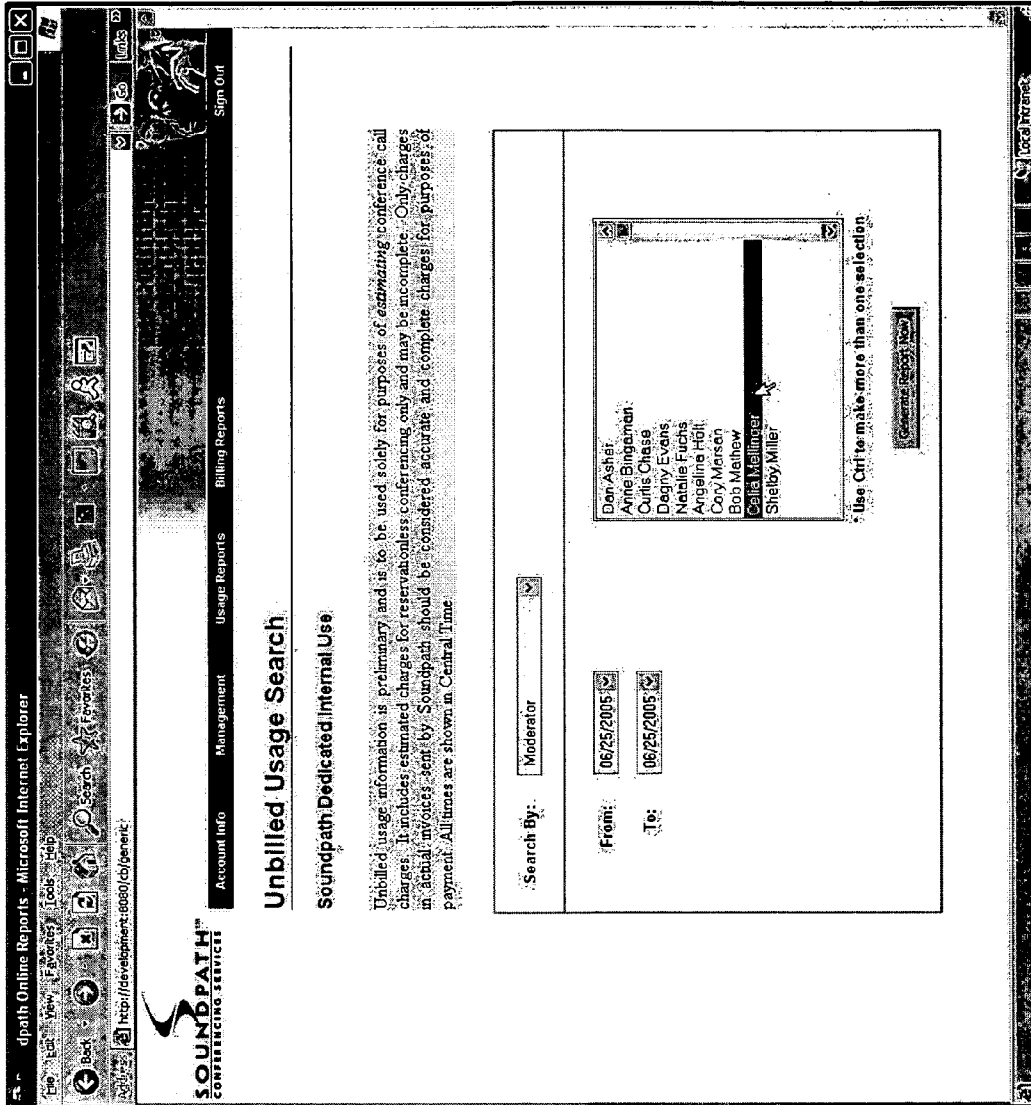 dpath Online Reports - Microsoft Internet Explorer
File Edit View Favorites Tools Help
Back Search Favorites
Address http://development:8080/cb/generic Go Links
SOUNDPATH™
CONFERENCING SERVICES
Account Info Management Usage Reports Billing Reports Sign Out
Unbilled Usage Search
Soundpath Dedicated Internal Use
Unbilled usage information is preliminary and is to be used solely for purposes of estimating conference call
charges. It includes estimated charges for reservationless conferencing only and may be incomplete. Only charges
in actual invoices sent by Soundpath should be considered accurate and complete charges for purposes of
payment. All times are shown in Central Time.
Search By: Moderator
From: 06/25/2005
To: 06/25/2005
Dan Asher
Anne Bingaman
Curtis Chase
Dagny Evans
Natalie Fuchs
Angeline Holt
Cory Marsan
Bob Mathew
Celia Mellinger
Shelby Miller
* Use Ctrl to make more than one selection
Generate Report Now
Local intranet